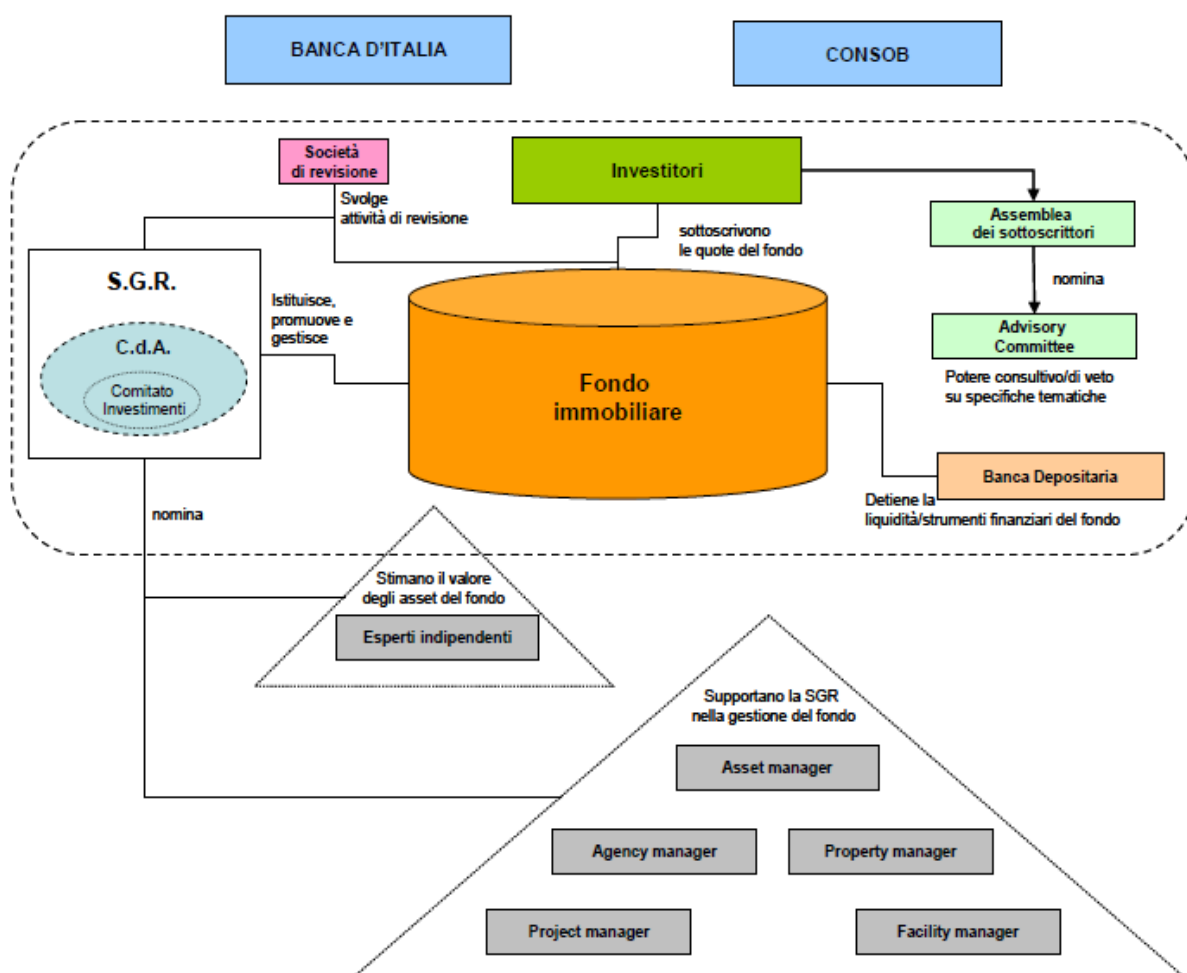 BANCA D'ITALIA
CONSOB
Società
di revisione
Investitori
Svolge
attività di revisione
sottoscrivono
le quote del fondo
Assemblea
dei sottoscrittori
nomina
S.G.R.
C.d.A.
Comitato
Investimenti
Istituisce,
promuove e
gestisce
Fondo
immobiliare
Advisory
Committee
Potere consultivo/di veto
su specifiche tematiche
Banca Depositaria
Detiene la
liquidità/strumenti finanziari del fondo
nomina
Stimano il valore
degli asset del fondo
Esperti indipendenti
Supportano la SGR
nella gestione del fondo
Asset manager
Agency manager
Property manager
Project manager
Facility manager